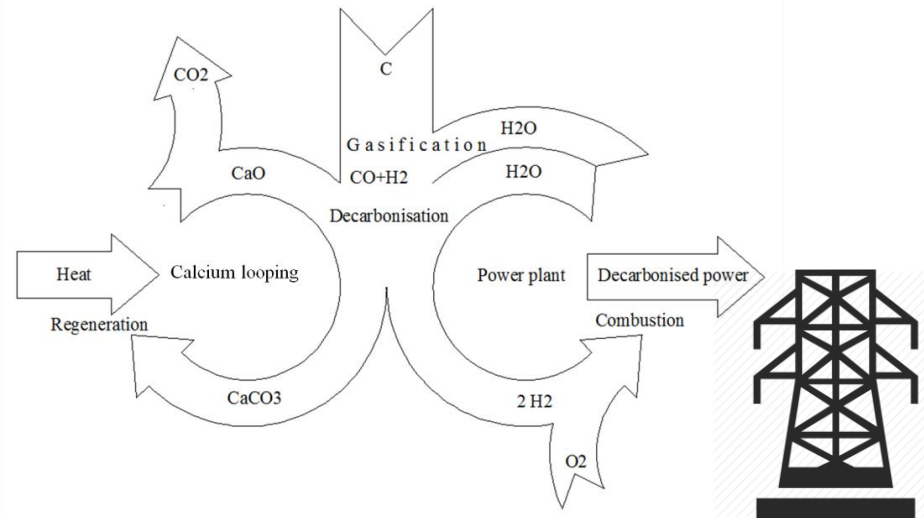 CO2
C
H2O
Gasification
CaO
CO+H2
H2O
Decarbonisation
Heat
Calcium looping
Power plant
Decarbonised power
Regeneration
Combustion
CaCO3
2 H2
O2